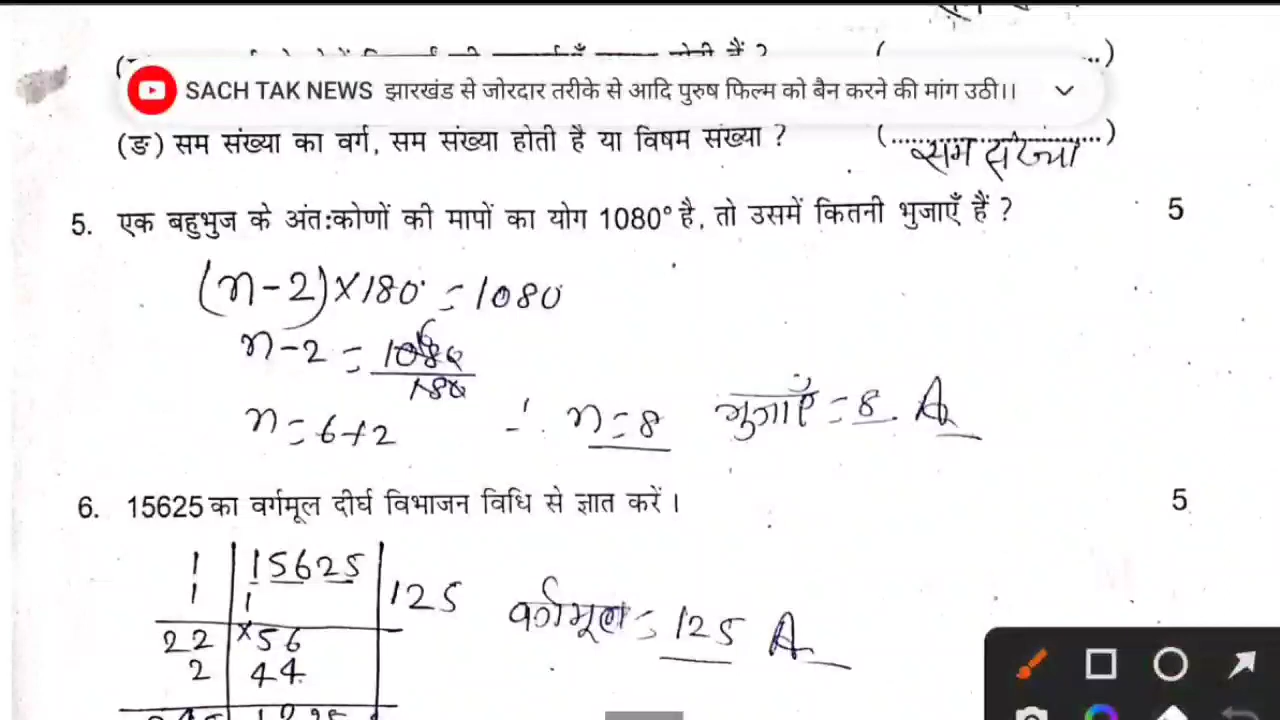 SACH TAK NEWS झारखंड से जोरदार तरीके से आदि पुरुष फिल्म को बैन करने की मांग उठी।।
(ङ) सम संख्या का वर्ग, सम संख्या होती है या विषम संख्या ? (....................) सम संख्या
5. एक बहुभुज के अंतःकोणों की मापों का योग 1080° है, तो उसमें कितनी भुजाएँ हैं ? 5
(n-2)×180 = 1080
n-2 = 1080/180 6
n = 6+2 ∴ n = 8 भुजाएँ = 8. A
6. 15625 का वर्गमूल दीर्घ विभाजन विधि से ज्ञात करें । 5
1 15625
1 1 125 वर्गमूल = 125 A
22 ×56
2 44